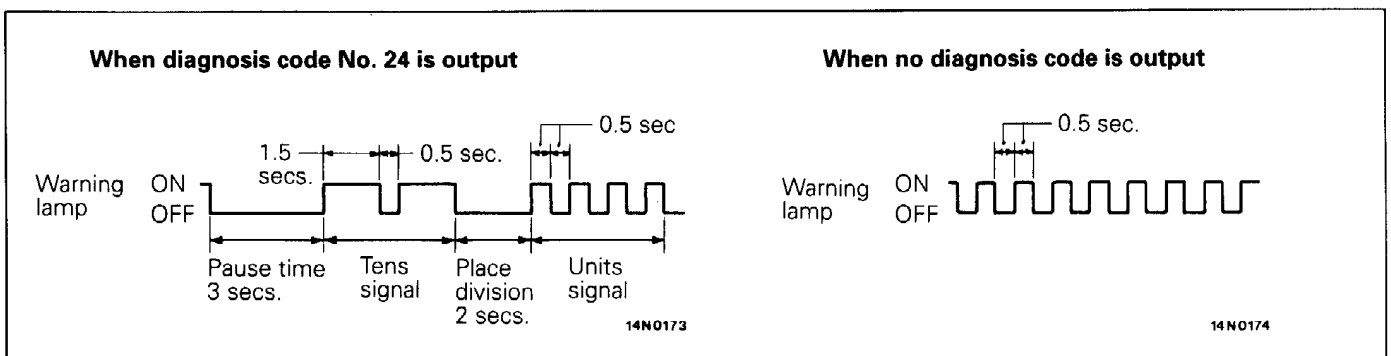 When diagnosis code No. 24 is output
0.5 sec
1.5 secs.
0.5 sec.
Warning lamp
ON
OFF
Pause time
3 secs.
Tens
signal
Place
division
2 secs.
Units
signal
14N0173
When no diagnosis code is output
0.5 sec.
Warning lamp
ON
OFF
14N0174